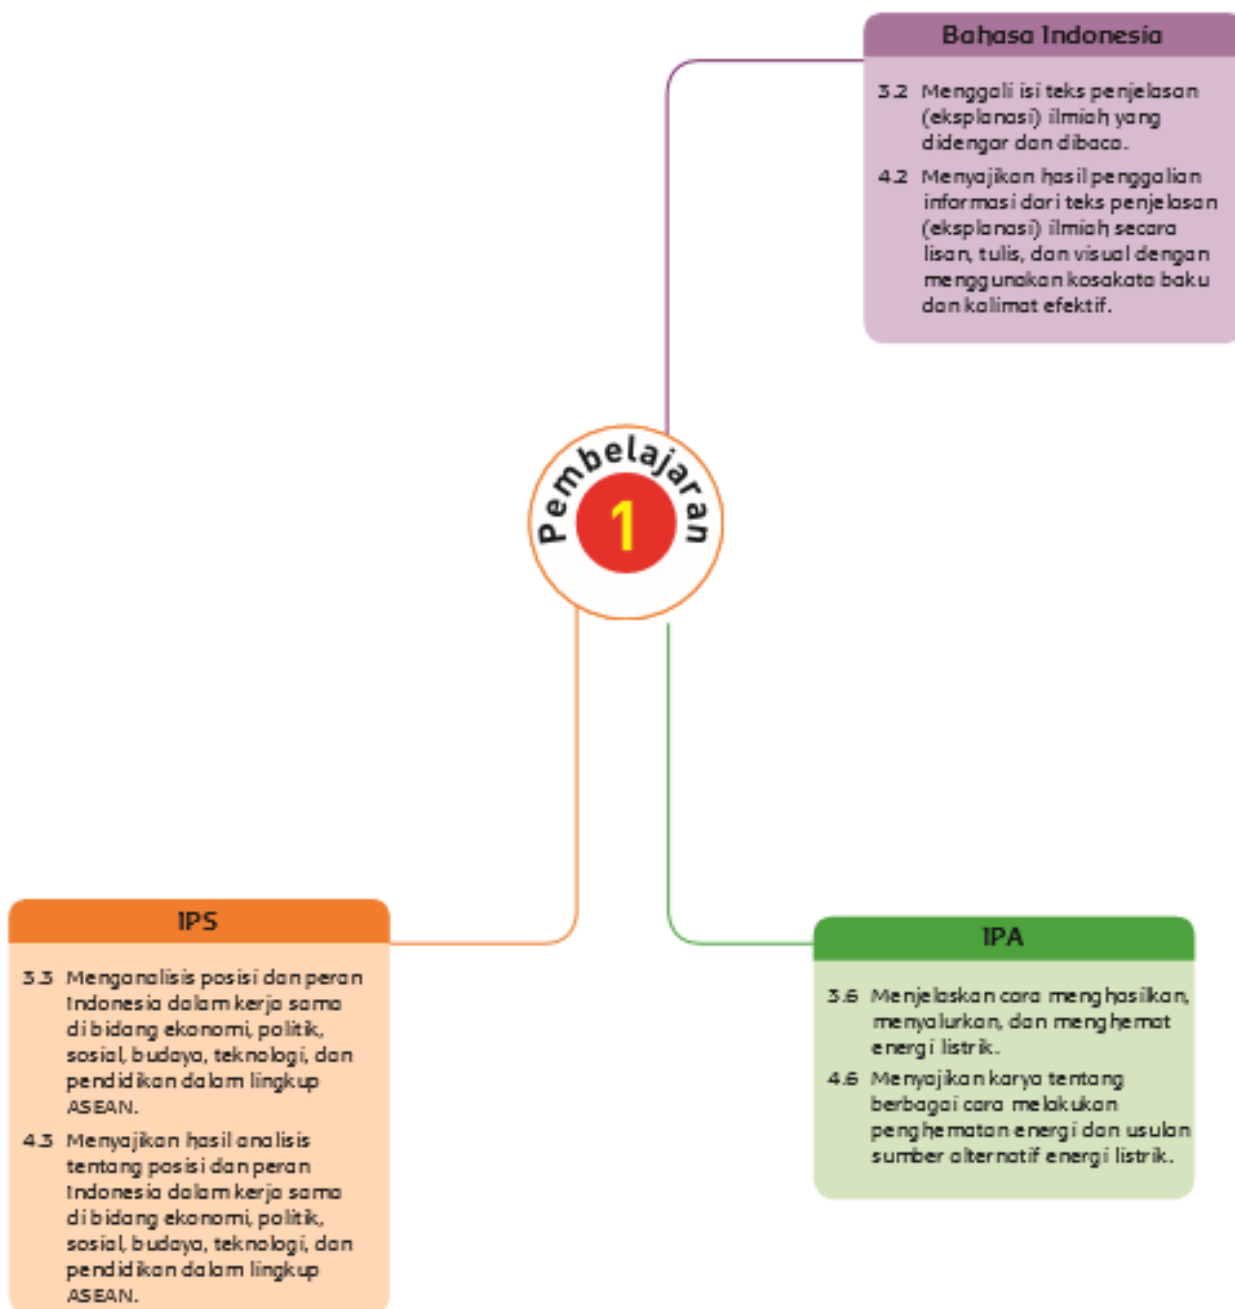 Bahasa Indonesia
3.2 Menggali isi teks penjelasan
(eksplanasi) ilmiah yang
didengar dan dibaca.
4.2 Menyajikan hasil penggalian
informasi dari teks penjelasan
(eksplanasi) ilmiah secara
lisan, tulis, dan visual dengan
menggunakan kosakata baku
dan kalimat efektif.
Pembelajaran
1
IPS
3.3 Menganalisis posisi dan peran
Indonesia dalam kerja sama
di bidang ekonomi, politik,
sosial, budaya, teknologi, dan
pendidikan dalam lingkup
ASEAN.
4.3 Menyajikan hasil analisis
tentang posisi dan peran
Indonesia dalam kerja sama
di bidang ekonomi, politik,
sosial, budaya, teknologi, dan
pendidikan dalam lingkup
ASEAN.
IPA
3.6 Menjelaskan cara menghasilkan,
menyalurkan, dan menghemat
energi listrik.
4.6 Menyajikan karya tentang
berbagai cara melakukan
penghematan energi dan usulan
sumber alternatif energi listrik.